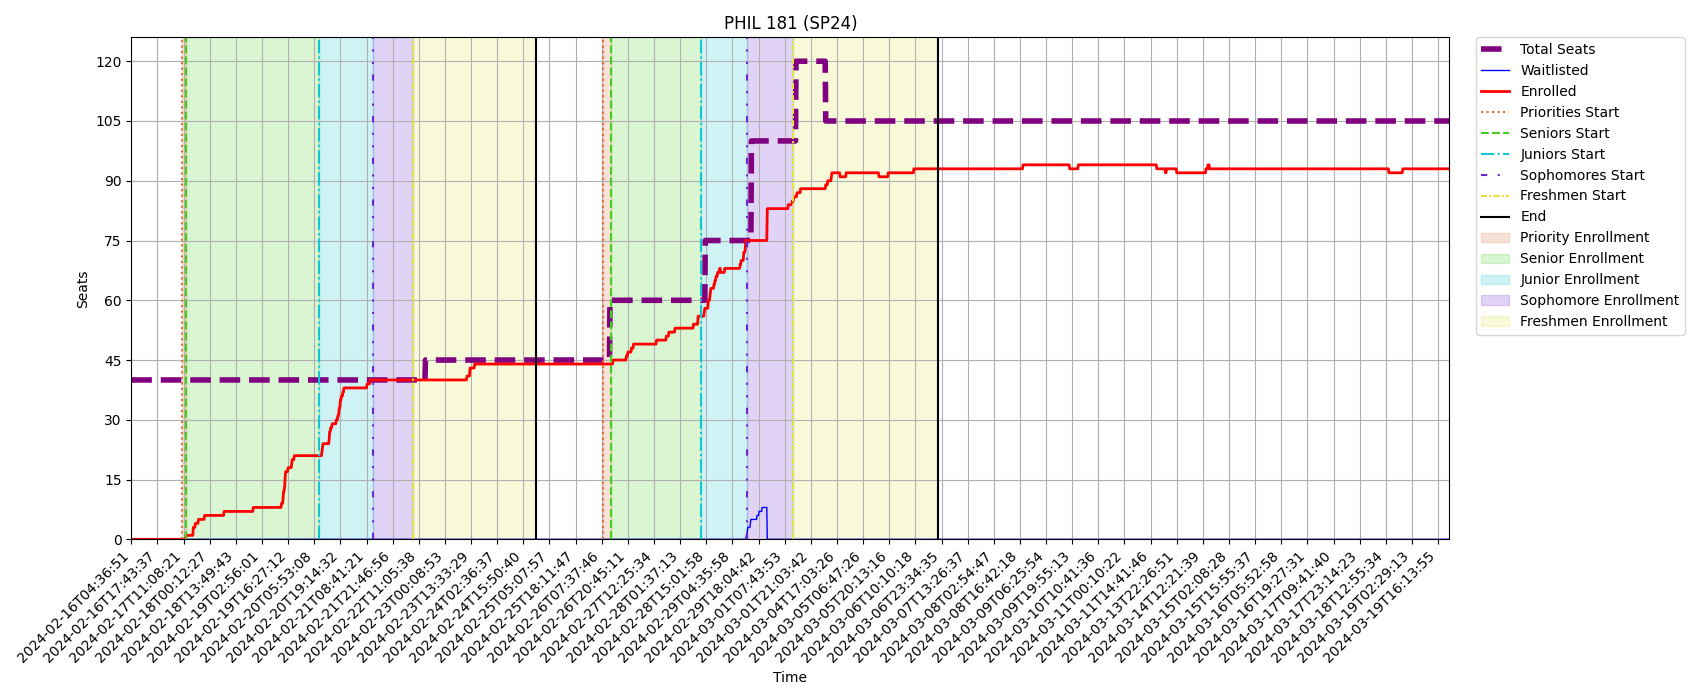 PHIL 181 (SP24)
Seats
120
105
90
75
60
45
30
15
0
2024-02-16T04:36:51
2024-02-16T17:43:37
2024-02-17T11:08:21
2024-02-18T00:12:27
2024-02-18T13:49:43
2024-02-19T02:56:01
2024-02-19T16:27:12
2024-02-20T05:53:08
2024-02-20T19:14:32
2024-02-21T08:41:21
2024-02-21T21:46:56
2024-02-22T11:05:38
2024-02-23T00:08:53
2024-02-23T13:33:29
2024-02-24T02:36:37
2024-02-24T15:50:40
2024-02-25T05:07:57
2024-02-25T18:11:47
2024-02-26T07:37:46
2024-02-26T20:45:11
2024-02-27T12:25:34
2024-02-28T01:37:13
2024-02-28T15:01:58
2024-02-29T04:35:58
2024-02-29T18:04:42
2024-03-01T07:43:53
2024-03-01T21:03:42
2024-03-04T17:03:26
2024-03-05T06:47:26
2024-03-05T20:13:16
2024-03-06T10:10:18
2024-03-06T23:34:35
2024-03-07T13:26:37
2024-03-08T02:54:47
2024-03-08T16:42:18
2024-03-09T06:25:54
2024-03-09T19:55:13
2024-03-10T10:41:36
2024-03-11T00:10:22
2024-03-11T14:41:46
2024-03-13T22:26:51
2024-03-14T12:21:39
2024-03-15T02:08:28
2024-03-15T15:55:37
2024-03-16T05:52:58
2024-03-16T19:27:31
2024-03-17T09:41:40
2024-03-17T23:14:23
2024-03-18T12:55:34
2024-03-19T02:29:13
2024-03-19T16:13:55
Time
Total Seats
Waitlisted
Enrolled
Priorities Start
Seniors Start
Juniors Start
Sophomores Start
Freshmen Start
End
Priority Enrollment
Senior Enrollment
Junior Enrollment
Sophomore Enrollment
Freshmen Enrollment